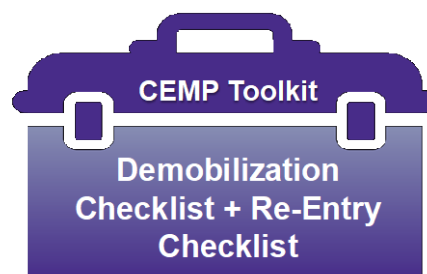 CEMP Toolkit
Demobilization
Checklist + Re-Entry
Checklist